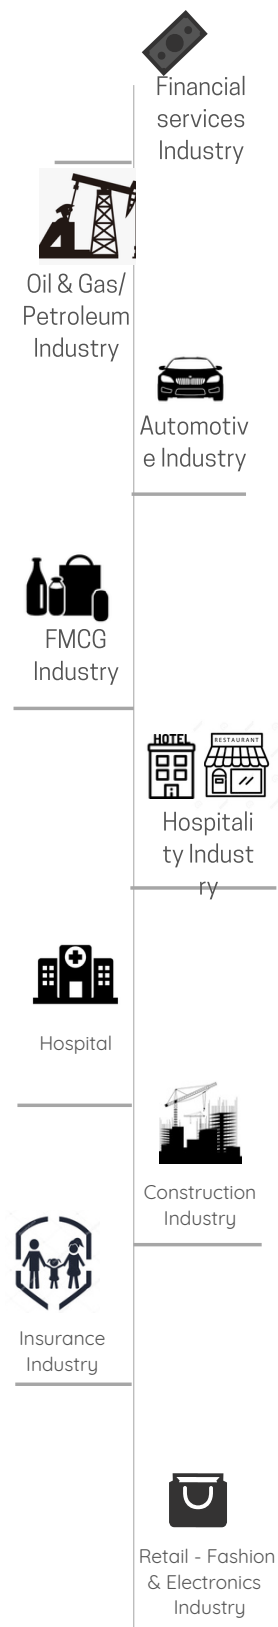 Financial
services
Industry
Oil & Gas/
Petroleum
Industry
Automotiv
e Industry
FMCG
Industry
HOTEL
RESTAURANT
Hospitali
ty Indust
ry
Hospital
Construction
Industry
Insurance
Industry
Retail - Fashion
& Electronics
Industry